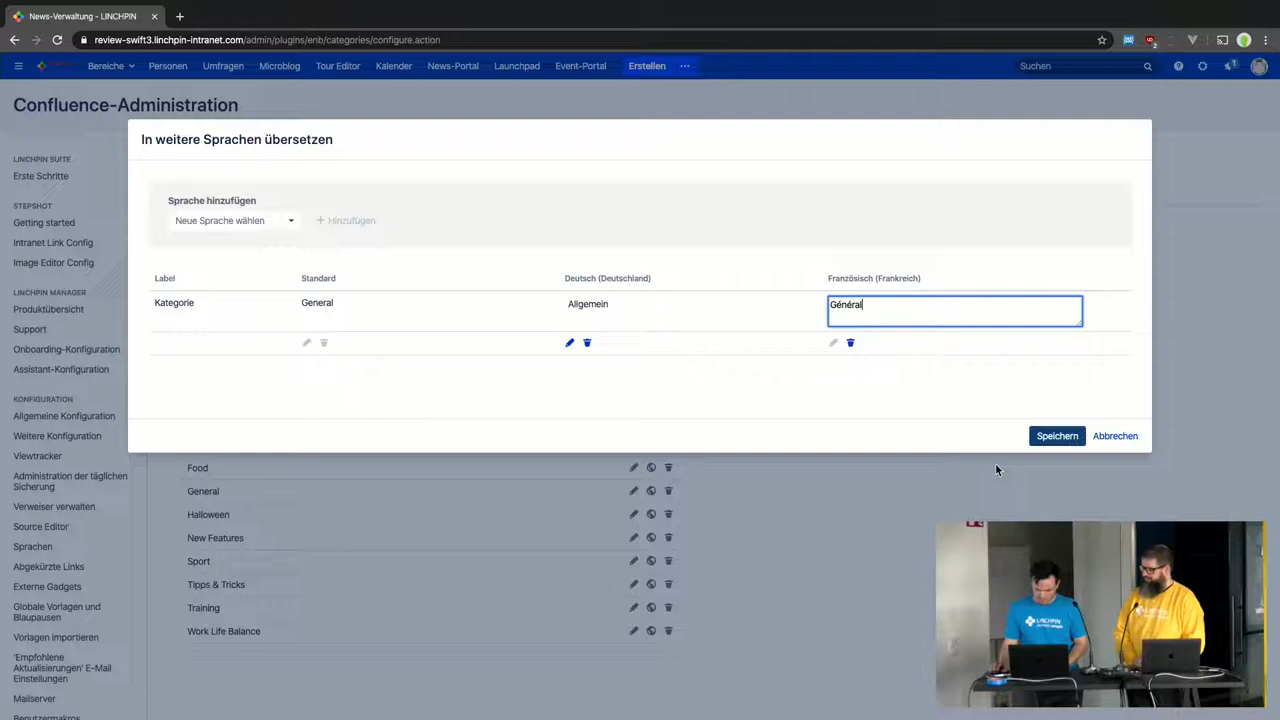 News-Verwaltung - LINCHPIN
review-swift3.linchpin-intranet.com/admin/plugins/enb/categories/configure.action
Bereiche Personen Umfragen Microblog Tour Editor Kalender News-Portal Launchpad Event-Portal Erstellen ••• Suchen
Confluence-Administration
In weitere Sprachen übersetzen
Sprache hinzufügen
Neue Sprache wählen + Hinzufügen
Label Standard Deutsch (Deutschland) Französisch (Frankreich)
Kategorie General Allgemein Général
Speichern Abbrechen
LINCHPIN SUITE
Erste Schritte
STEPSHOT
Getting started
Intranet Link Config
Image Editor Config
LINCHPIN MANAGER
Produktübersicht
Support
Onboarding-Konfiguration
Assistant-Konfiguration
KONFIGURATION
Allgemeine Konfiguration
Weitere Konfiguration
Viewtracker
Administration der täglichen
Sicherung
Verweiser verwalten
Source Editor
Sprachen
Abgekürzte Links
Externe Gadgets
Globale Vorlagen und
Blaupausen
Vorlagen importieren
'Empfohlene
Aktualisierungen' E-Mail
Einstellungen
Mailserver
Benutzermakros
Food
General
Halloween
New Features
Sport
Tipps & Tricks
Training
Work Life Balance
LINCHPIN
LINCHPIN